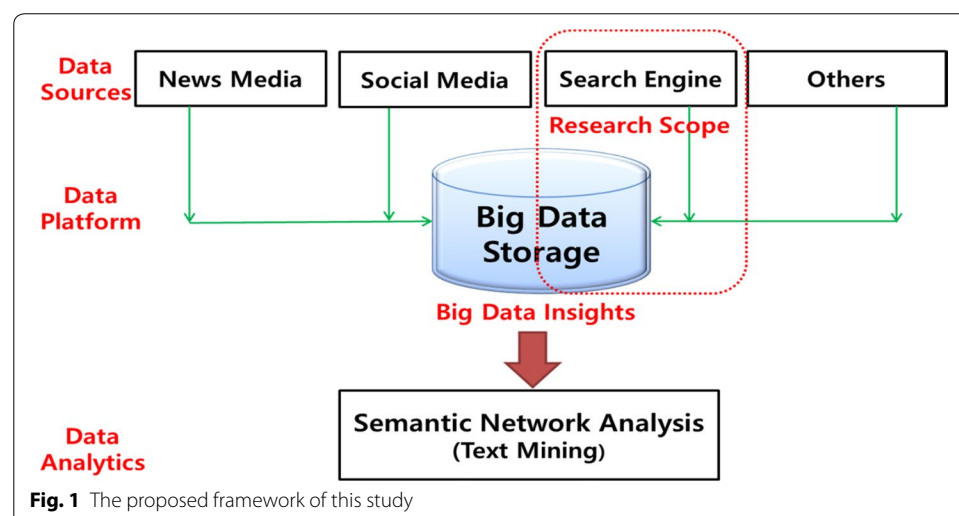 Data
Sources
News Media
Social Media
Search Engine
Others
Research Scope
Data
Platform
Big Data
Storage
Big Data Insights
Semantic Network Analysis
(Text Mining)
Data
Analytics
Fig. 1 The proposed framework of this study